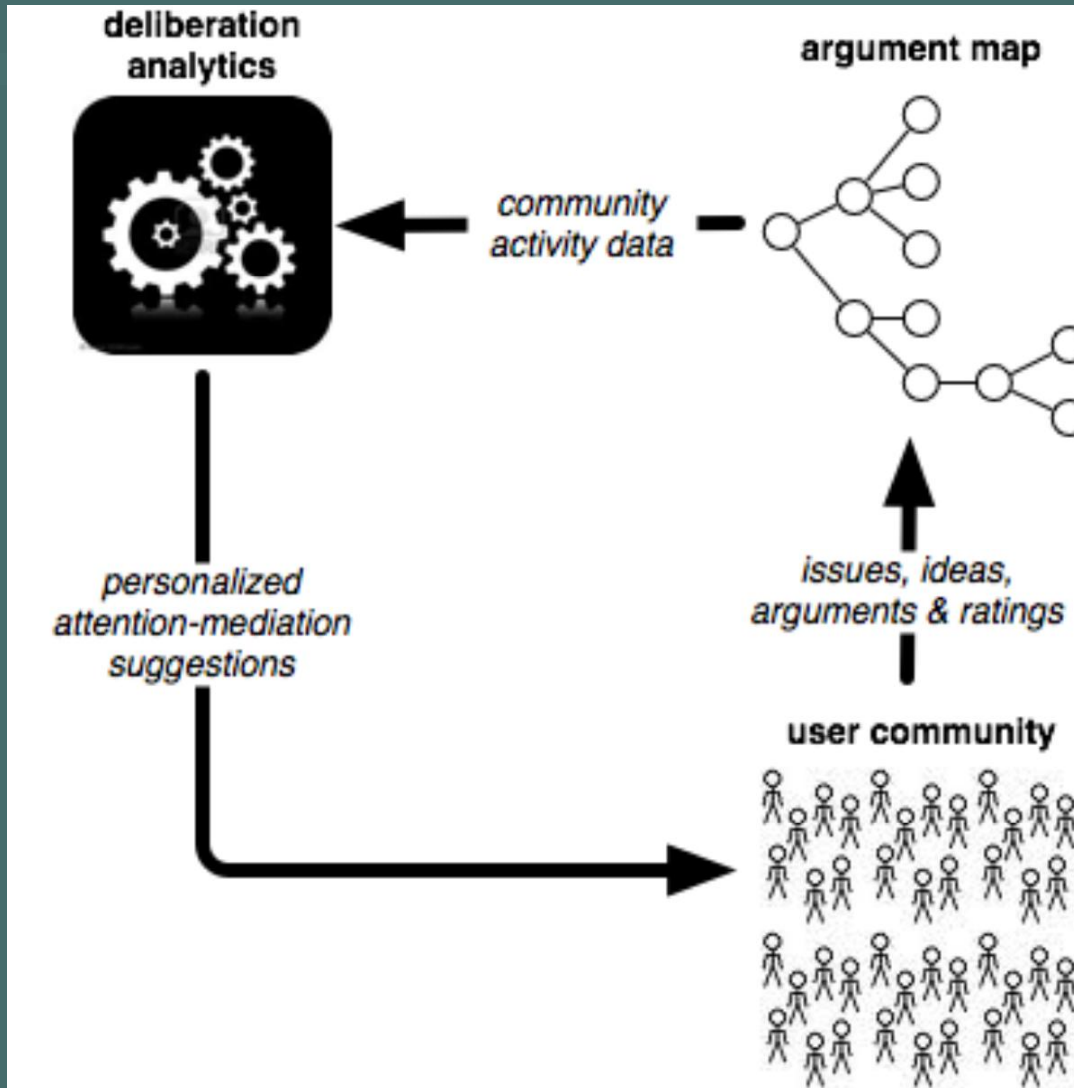 deliberation
analytics
argument map
community
activity data
personalized
attention-mediation
suggestions
issues, ideas,
arguments & ratings
user community